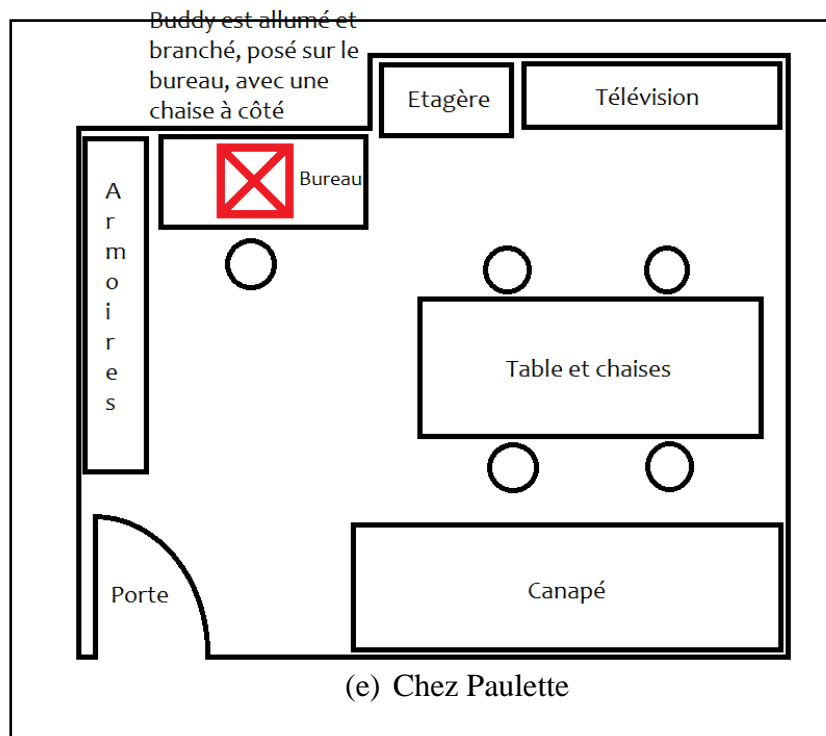 Buddy est allumé et
branché, posé sur le
bureau, avec une
chaise à côté
Etagère
Télévision
Armoires
Bureau
Table et chaises
Porte
Canapé
(e) Chez Paulette